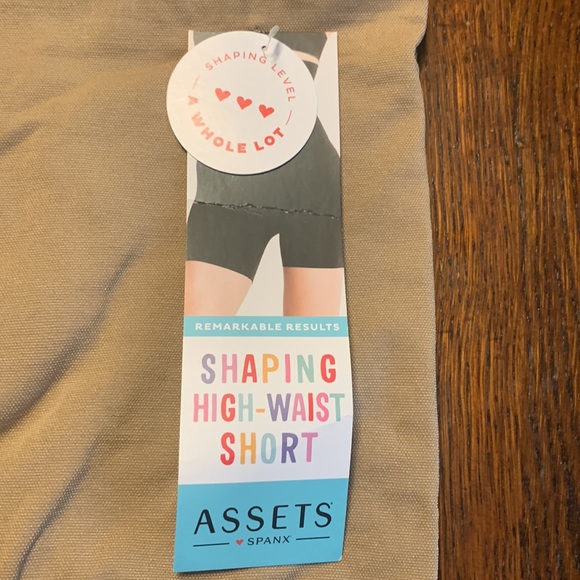 SHAPING LEVEL
A WHOLE LOT
REMARKABLE RESULTS
SHAPING
HIGH-WAIST
SHORT
ASSETS
SPANX